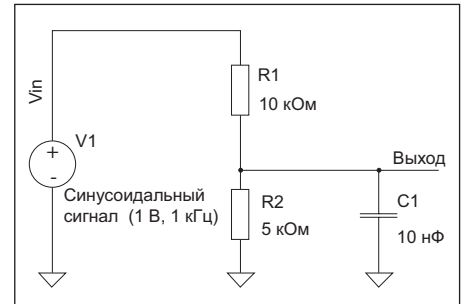 Vin
R1
10 кОм
V1
+
-
Синусоидальный
сигнал (1 В, 1 кГц)
Выход
R2
5 кОм
C1
10 нФ